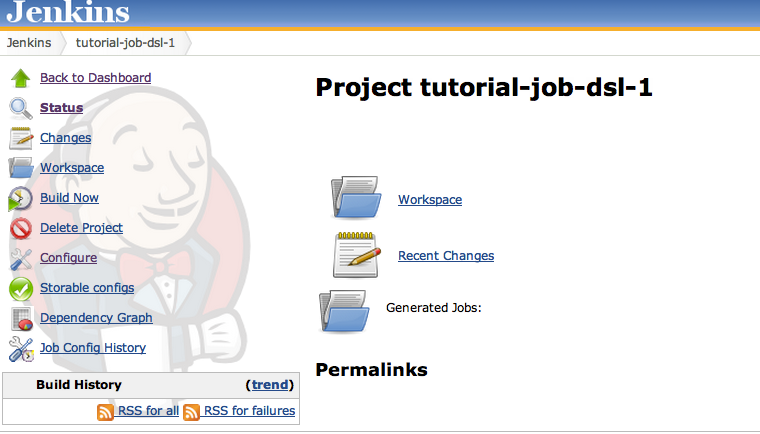 Jenkins
Jenkins tutorial-job-dsl-1
Back to Dashboard
Status
Changes
Workspace
Build Now
Delete Project
Configure
Storable configs
Dependency Graph
Job Config History
Build History (trend)
RSS for all RSS for failures
Project tutorial-job-dsl-1
Workspace
Recent Changes
Generated Jobs:
Permalinks